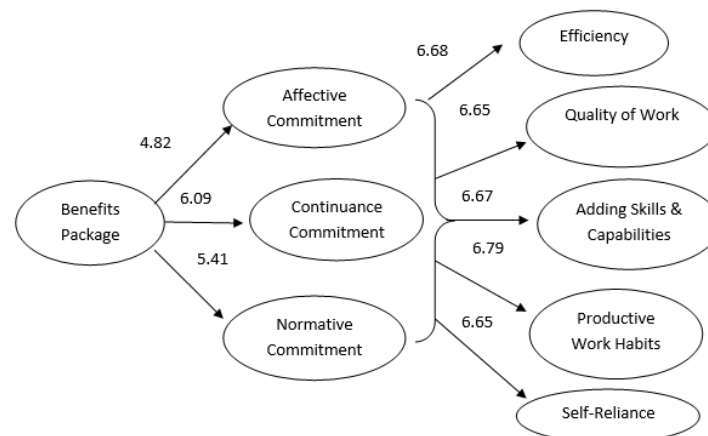 6.68
Efficiency
Affective
Commitment
6.65
Quality of Work
4.82
6.09
Benefits
Package
Continuance
Commitment
6.67
Adding Skills &
Capabilities
5.41
6.79
Normative
Commitment
Productive
Work Habits
6.65
Self-Reliance